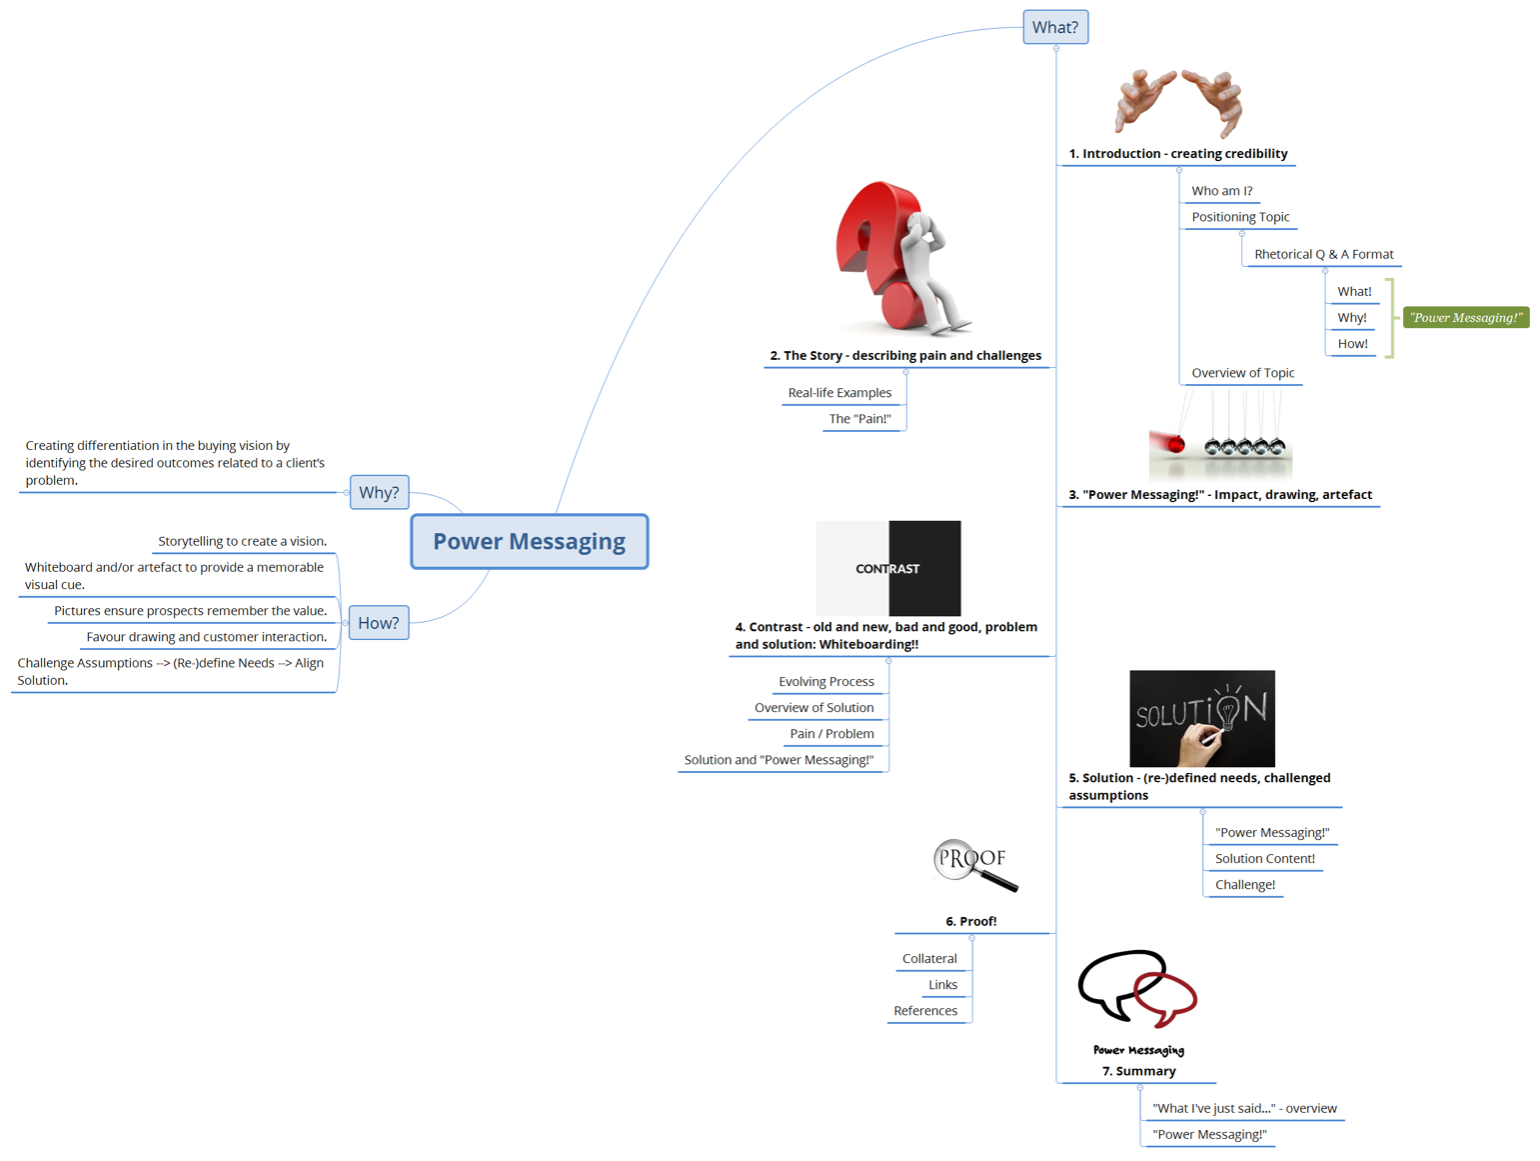 What?
1. Introduction - creating credibility
Who am I?
Positioning Topic
Rhetorical Q & A Format
What!
Why!
How!
"Power Messaging!"
Overview of Topic
2. The Story - describing pain and challenges
Real-life Examples
The "Pain!"
3. "Power Messaging!" - Impact, drawing, artefact
CONTRAST
4. Contrast - old and new, bad and good, problem
and solution: Whiteboarding!!
Evolving Process
Overview of Solution
Pain / Problem
Solution and "Power Messaging!"
SOLUTiON
5. Solution - (re-)defined needs, challenged
assumptions
"Power Messaging!"
Solution Content!
Challenge!
PROOF
6. Proof!
Collateral
Links
References
Power Messaging
7. Summary
"What I've just said..." - overview
"Power Messaging!"
Power Messaging
Why?
Creating differentiation in the buying vision by
identifying the desired outcomes related to a client's
problem.
How?
Storytelling to create a vision.
Whiteboard and/or artefact to provide a memorable
visual cue.
Pictures ensure prospects remember the value.
Favour drawing and customer interaction.
Challenge Assumptions --> (Re-)define Needs --> Align
Solution.